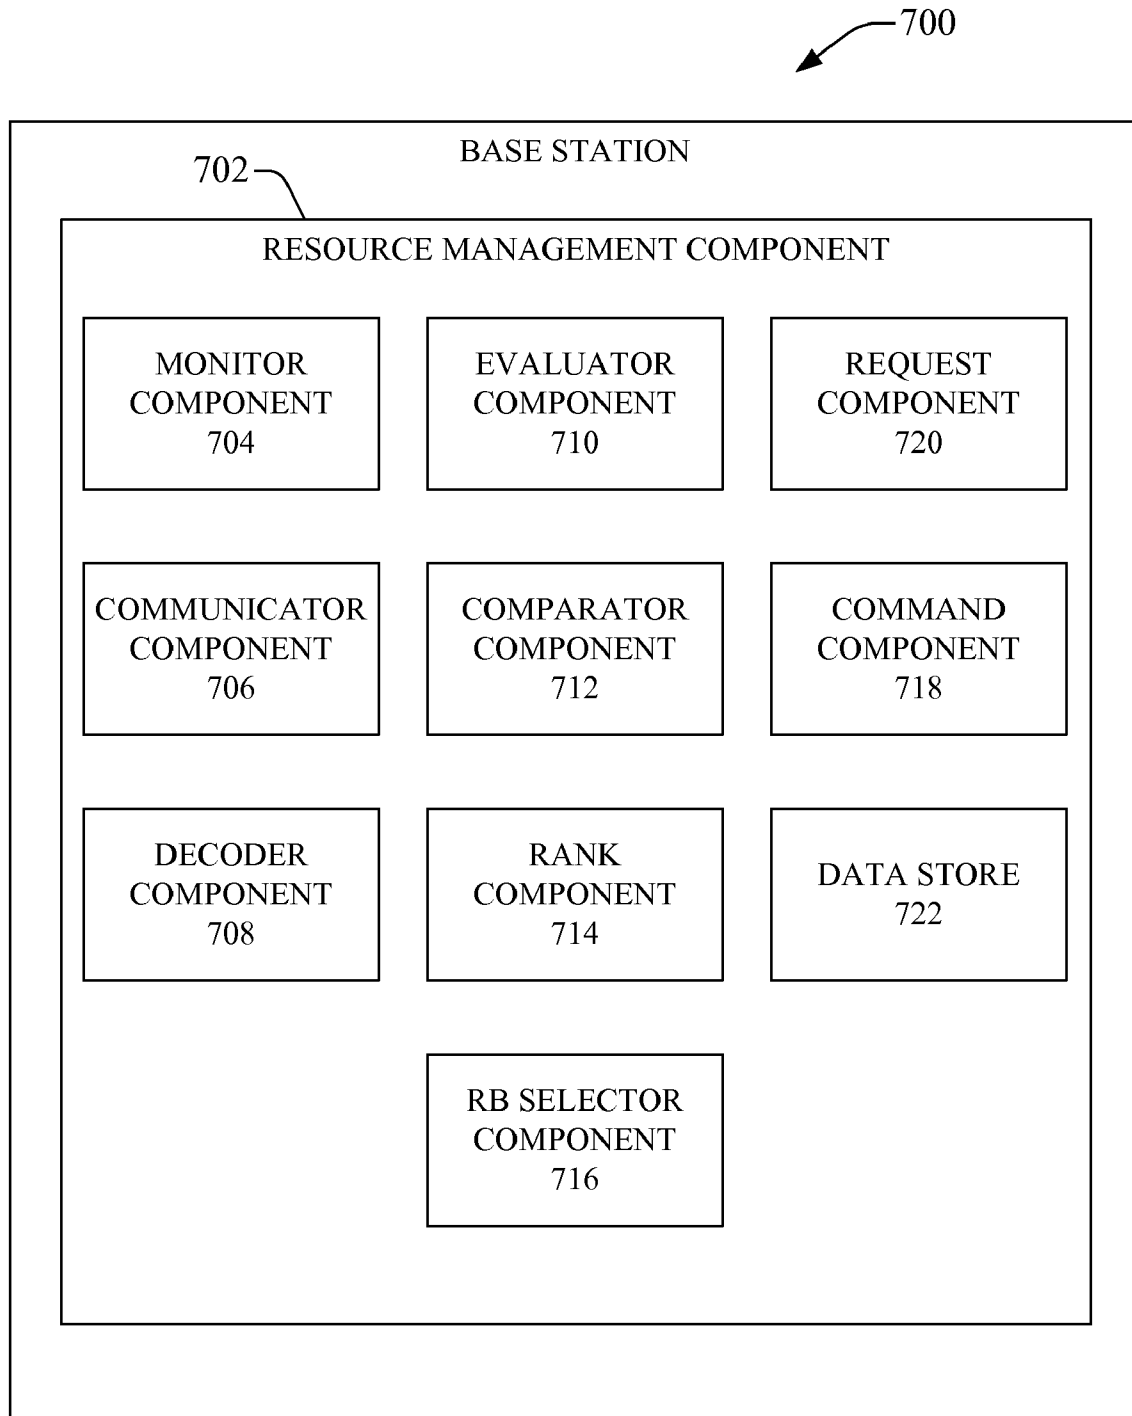 700
BASE STATION
702
RESOURCE MANAGEMENT COMPONENT
MONITOR
COMPONENT
704
EVALUATOR
COMPONENT
710
REQUEST
COMPONENT
720
COMMUNICATOR
COMPONENT
706
COMPARATOR
COMPONENT
712
COMMAND
COMPONENT
718
DECODER
COMPONENT
708
RANK
COMPONENT
714
DATA STORE
722
RB SELECTOR
COMPONENT
716